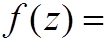 f(z) =